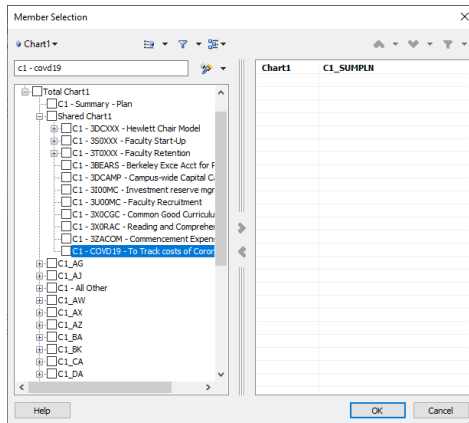 Member Selection
Chart1
c1 - covd19
Chart1 C1_SUMPLN
Total Chart1
C1 - Summary - Plan
Shared Chart1
C1 - 3DCXXX - Hewlett Chair Model
C1 - 3S0XXX - Faculty Start-Up
C1 - 3T0XXX - Faculty Retention
C1 - 3BEARS - Berkeley Exce Acct for F
C1 - 3DCAMP - Campus-wide Capital C
C1 - 3I00MC - Investment reserve mgr
C1 - 3U00MC - Faculty Recruitment
C1 - 3X0CGC - Common Good Curriculu
C1 - 3X0RAC - Reading and Comprehe
C1 - 3ZACOM - Commencement Expen
C1 - COVD19 - To Track costs of Coror
C1_AG
C1_AJ
C1 - All Other
C1_AW
C1_AX
C1_AZ
C1_BA
C1_BK
C1_CA
C1_DA
Help OK Cancel